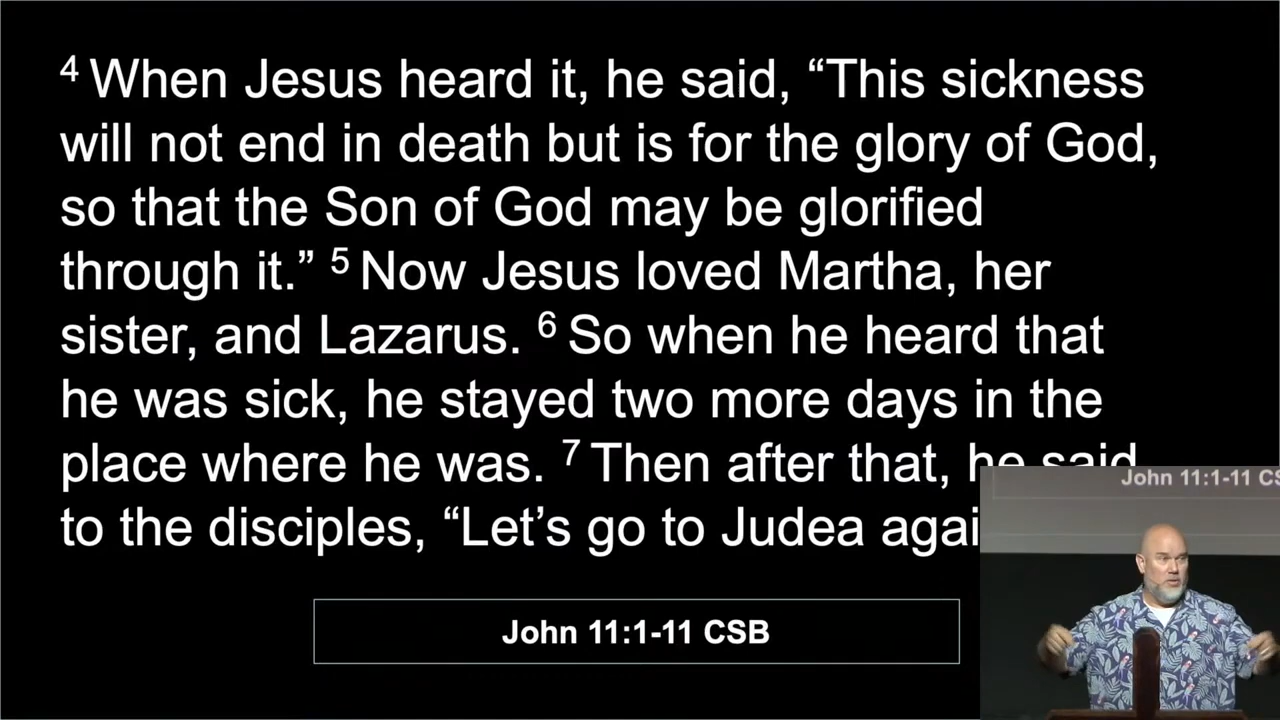 4 When Jesus heard it, he said, “This sickness
will not end in death but is for the glory of God,
so that the Son of God may be glorified
through it.” 5 Now Jesus loved Martha, her
sister, and Lazarus. 6 So when he heard that
he was sick, he stayed two more days in the
place where he was. 7 Then after that, he said
to the disciples, “Let’s go to Judea agai
John 11:1-11 CSB
John 11:1-11 CS